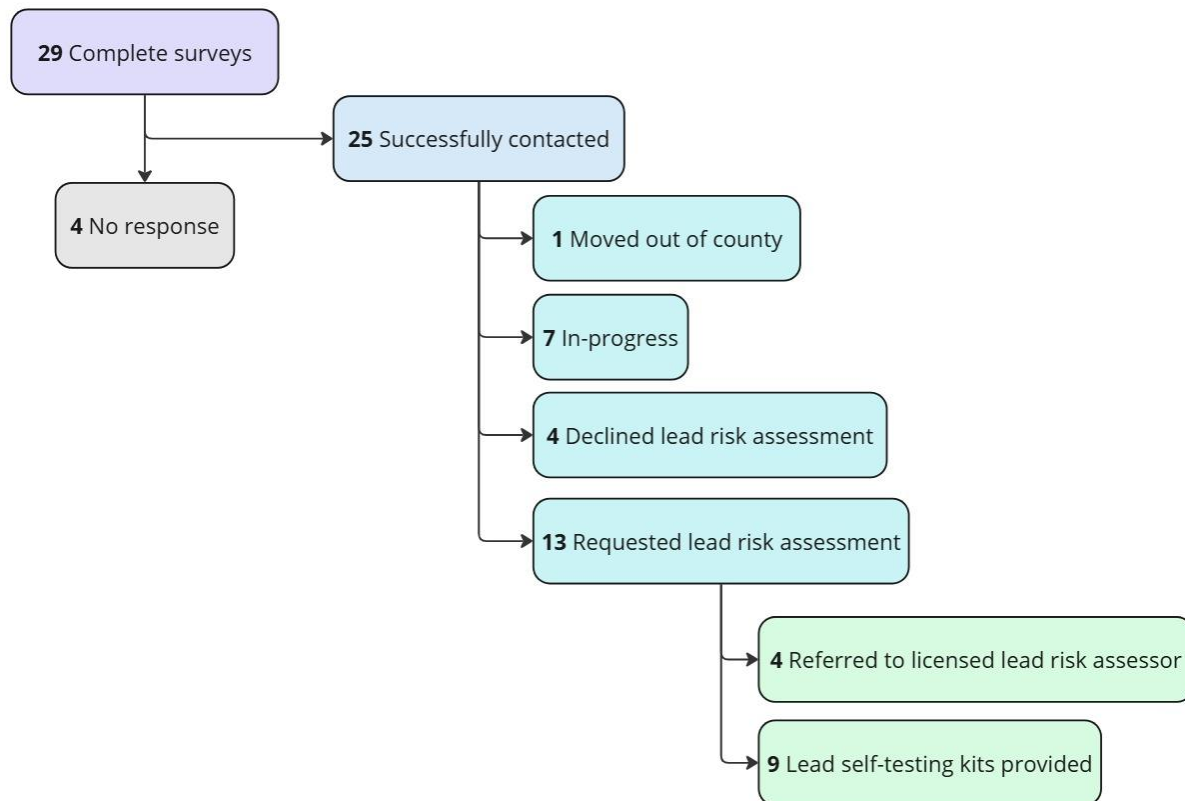 29 Complete surveys
25 Successfully contacted
4 No response
1 Moved out of county
7 In-progress
4 Declined lead risk assessment
13 Requested lead risk assessment
4 Referred to licensed lead risk assessor
9 Lead self-testing kits provided